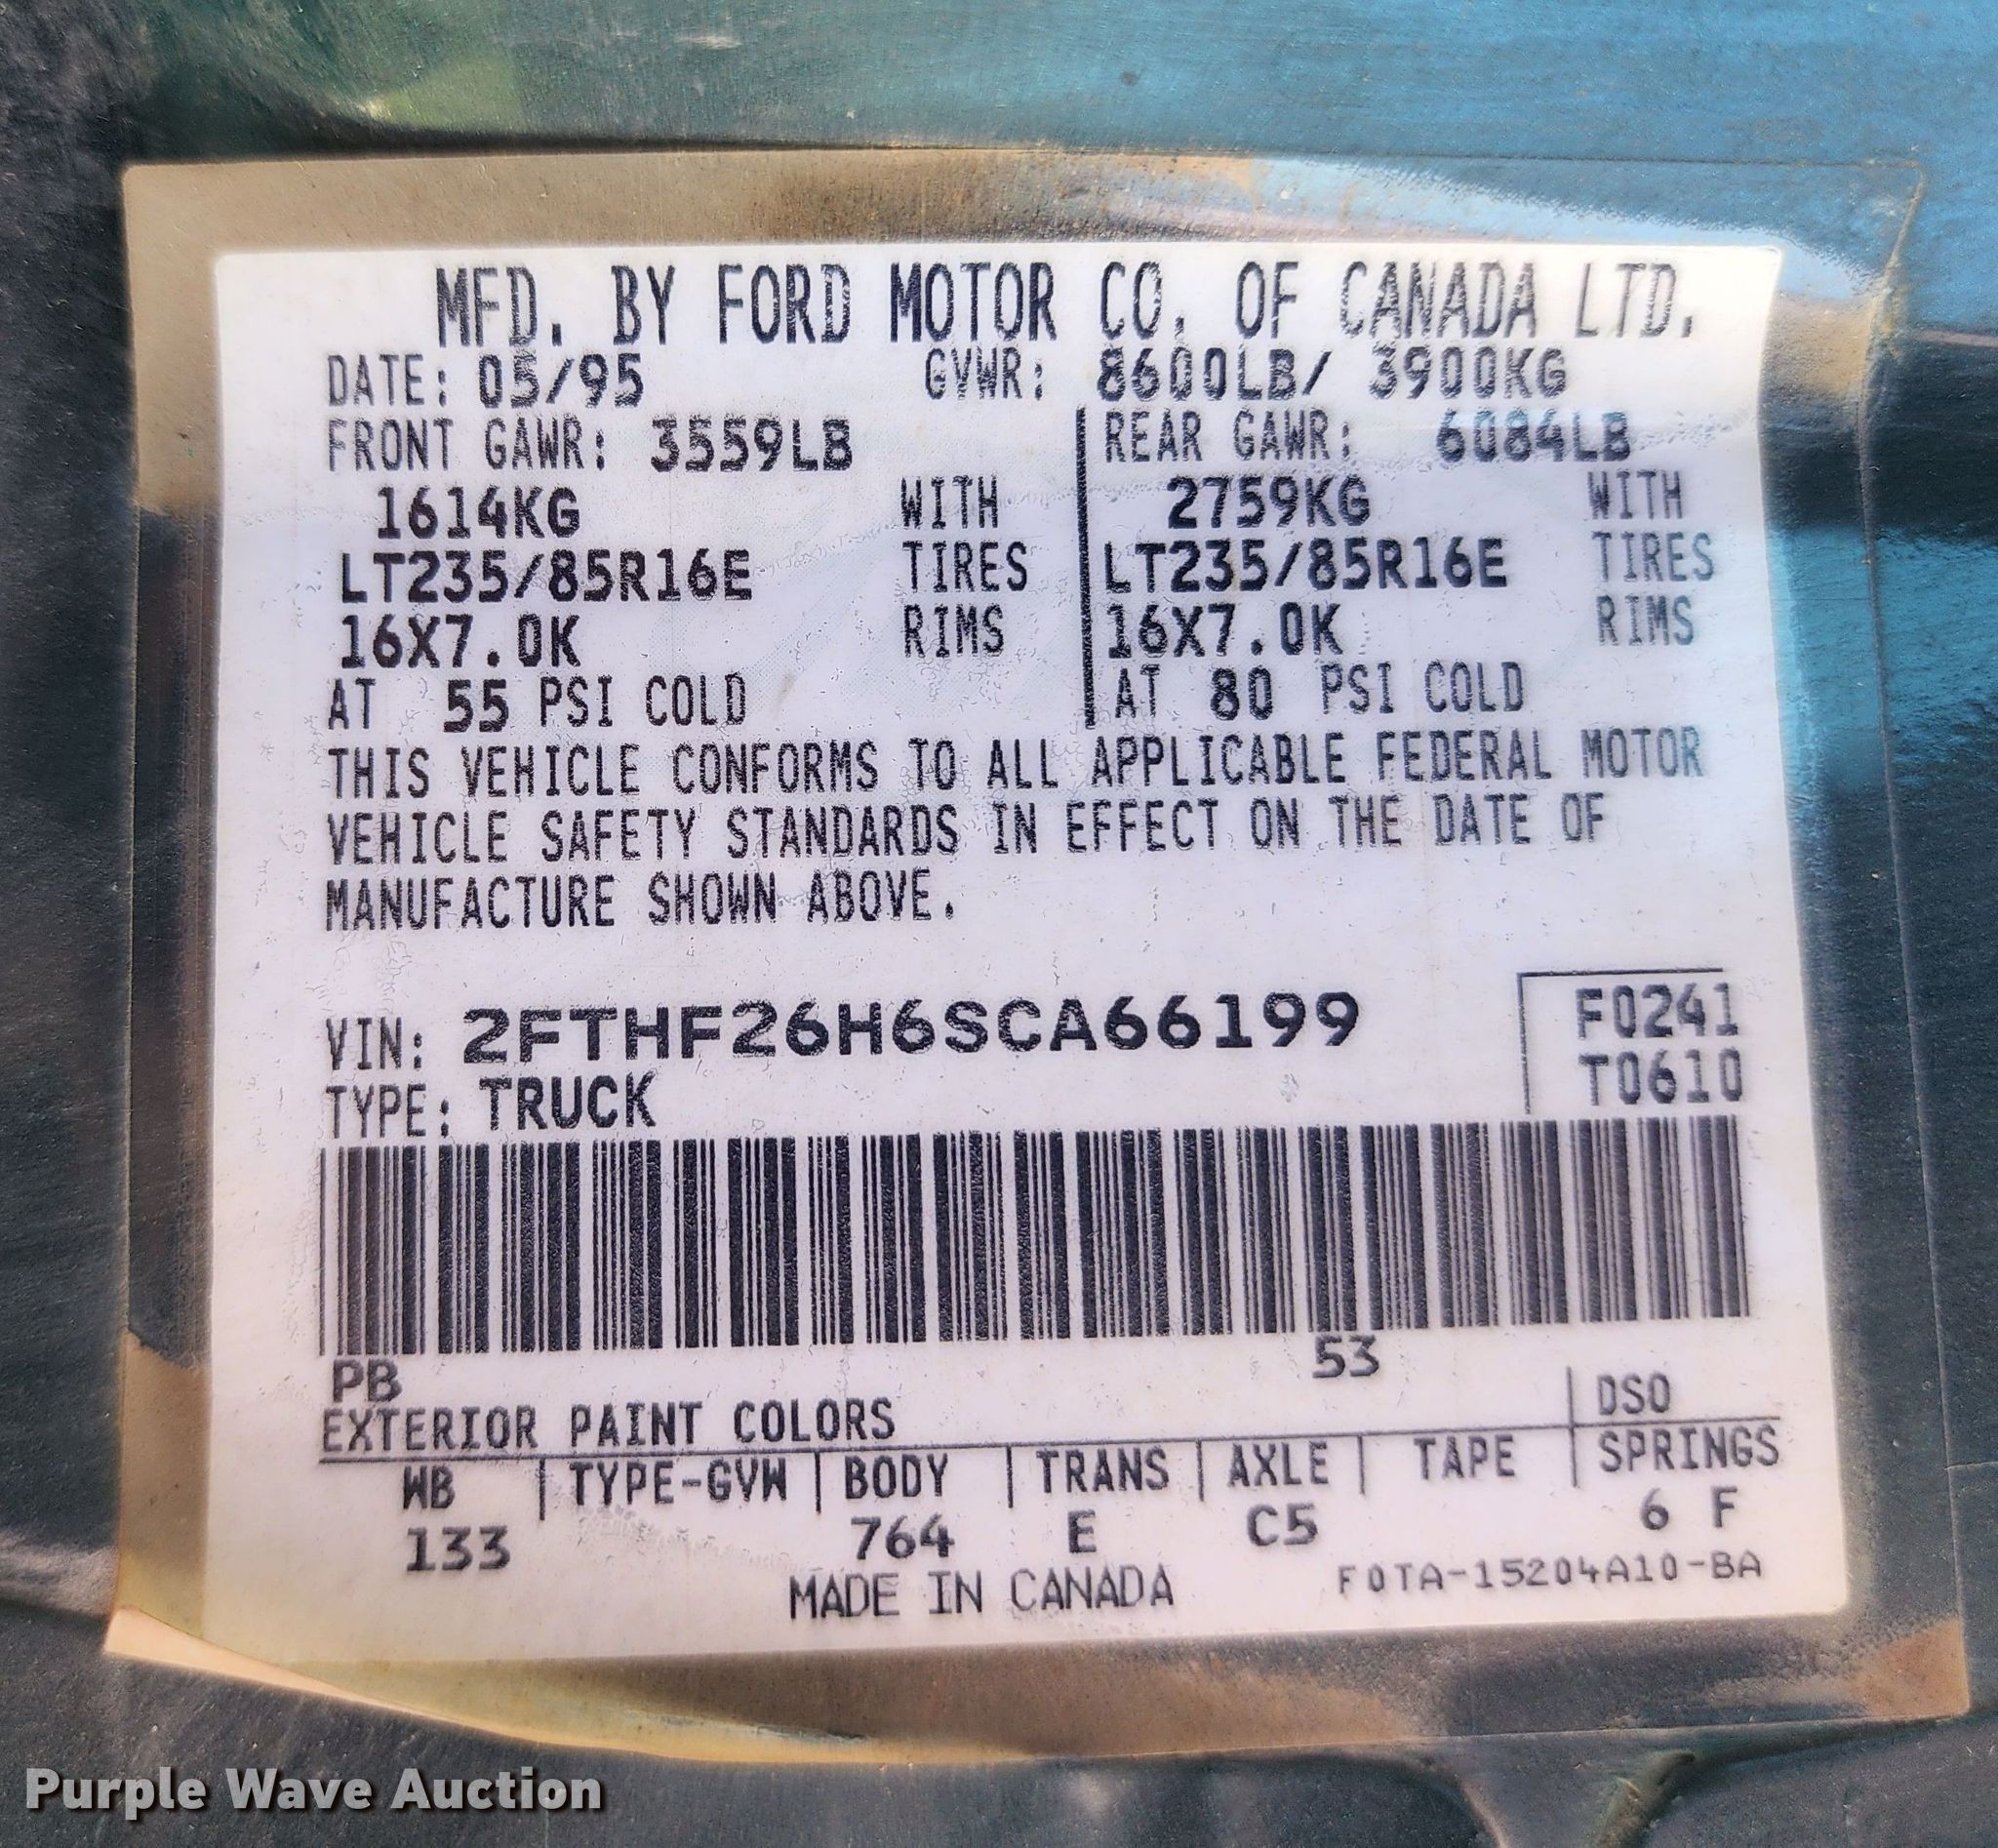 MFD. BY FORD MOTOR CO. OF CANADA LTD.
DATE: 05/95 GVWR: 8600LB/ 3900KG
FRONT GAWR: 3559LB REAR GAWR: 6084LB
1614KG WITH 2759KG WITH
LT235/85R16E TIRES LT235/85R16E TIRES
16X7.0K RIMS 16X7.0K RIMS
AT 55 PSI COLD AT 80 PSI COLD
THIS VEHICLE CONFORMS TO ALL APPLICABLE FEDERAL MOTOR
VEHICLE SAFETY STANDARDS IN EFFECT ON THE DATE OF
MANUFACTURE SHOWN ABOVE.
VIN: 2FTHF26H6SCA66199 F0241
TYPE: TRUCK T0610
PB 53
EXTERIOR PAINT COLORS DSO
WB TYPE-GVW BODY TRANS AXLE TAPE SPRINGS
133 764 E C5 6 F
MADE IN CANADA F0TA-15204A10-BA
Purple Wave Auction